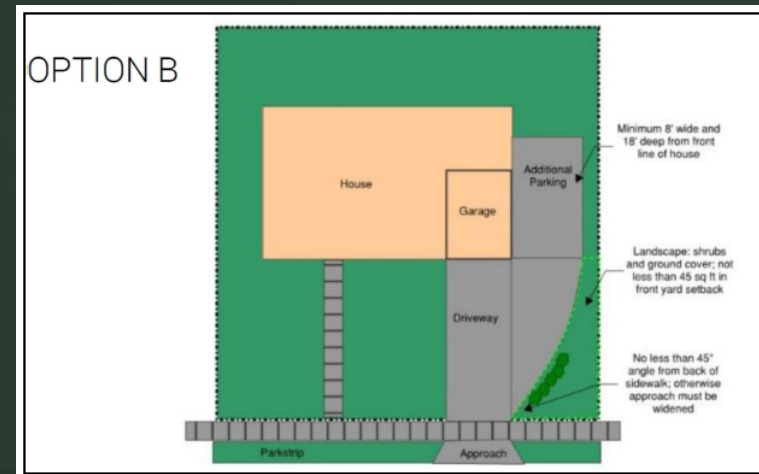 OPTION B
Minimum 8' wide and
18' deep from front
line of house
Additional
Parking
House
Garage
Landscape: shrubs
and ground cover; not
less than 45 sq ft in
front yard setback
Driveway
No less than 45°
angle from back of
sidewalk; otherwise
approach must be
widened
Parkstrip
Approach